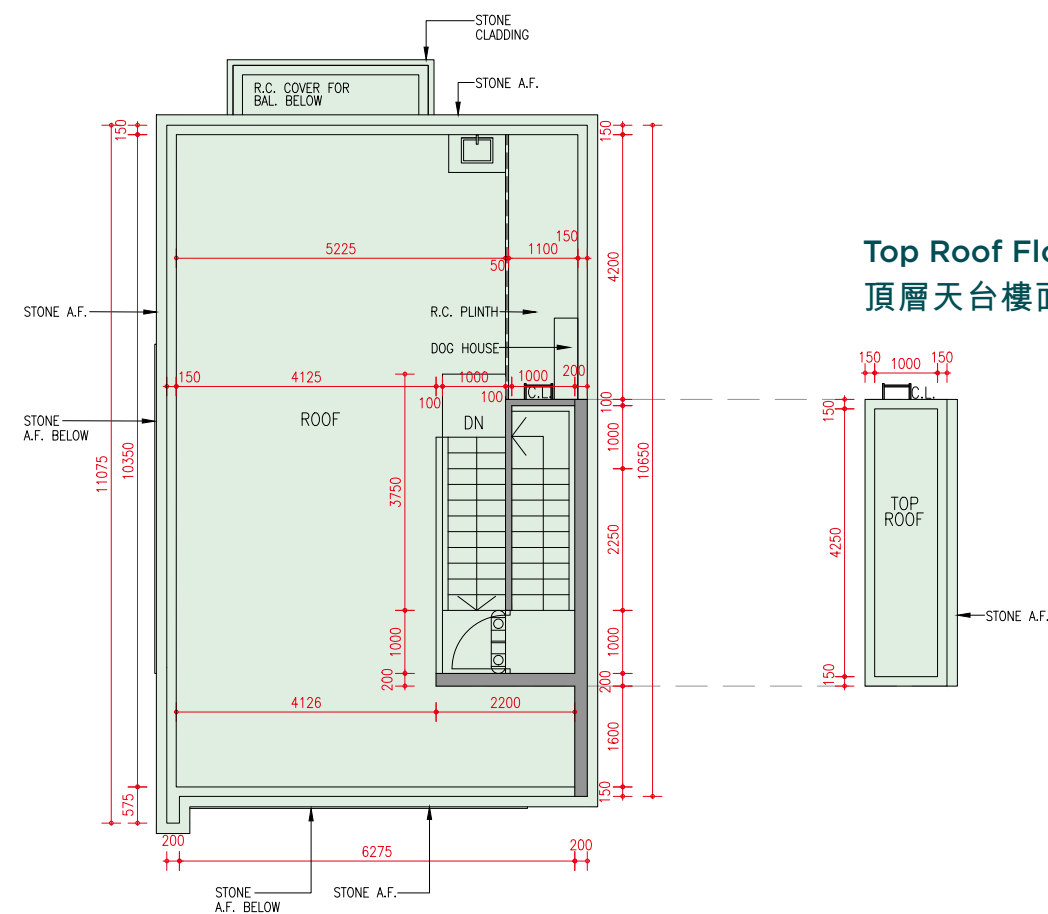 STONE
CLADDING
STONE A.F.
R.C. COVER FOR
BAL. BELOW
150
150
150
5225
1100
50
4200
Top Roof Flo
頂層天台樓面
STONE A.F.
R.C. PLINTH
DOG HOUSE
150
4125
1000
1000
200
100
100
C.L.
100
150
1000
150
C.L.
150
ROOF
DN
STONE
A.F. BELOW
11075
10350
3750
1000
10650
2250
TOP
ROOF
4250
STONE A.F.
1000
1000
200
200
150
4126
2200
1600
575
150
200
6275
200
STONE
A.F. BELOW
STONE A.F.